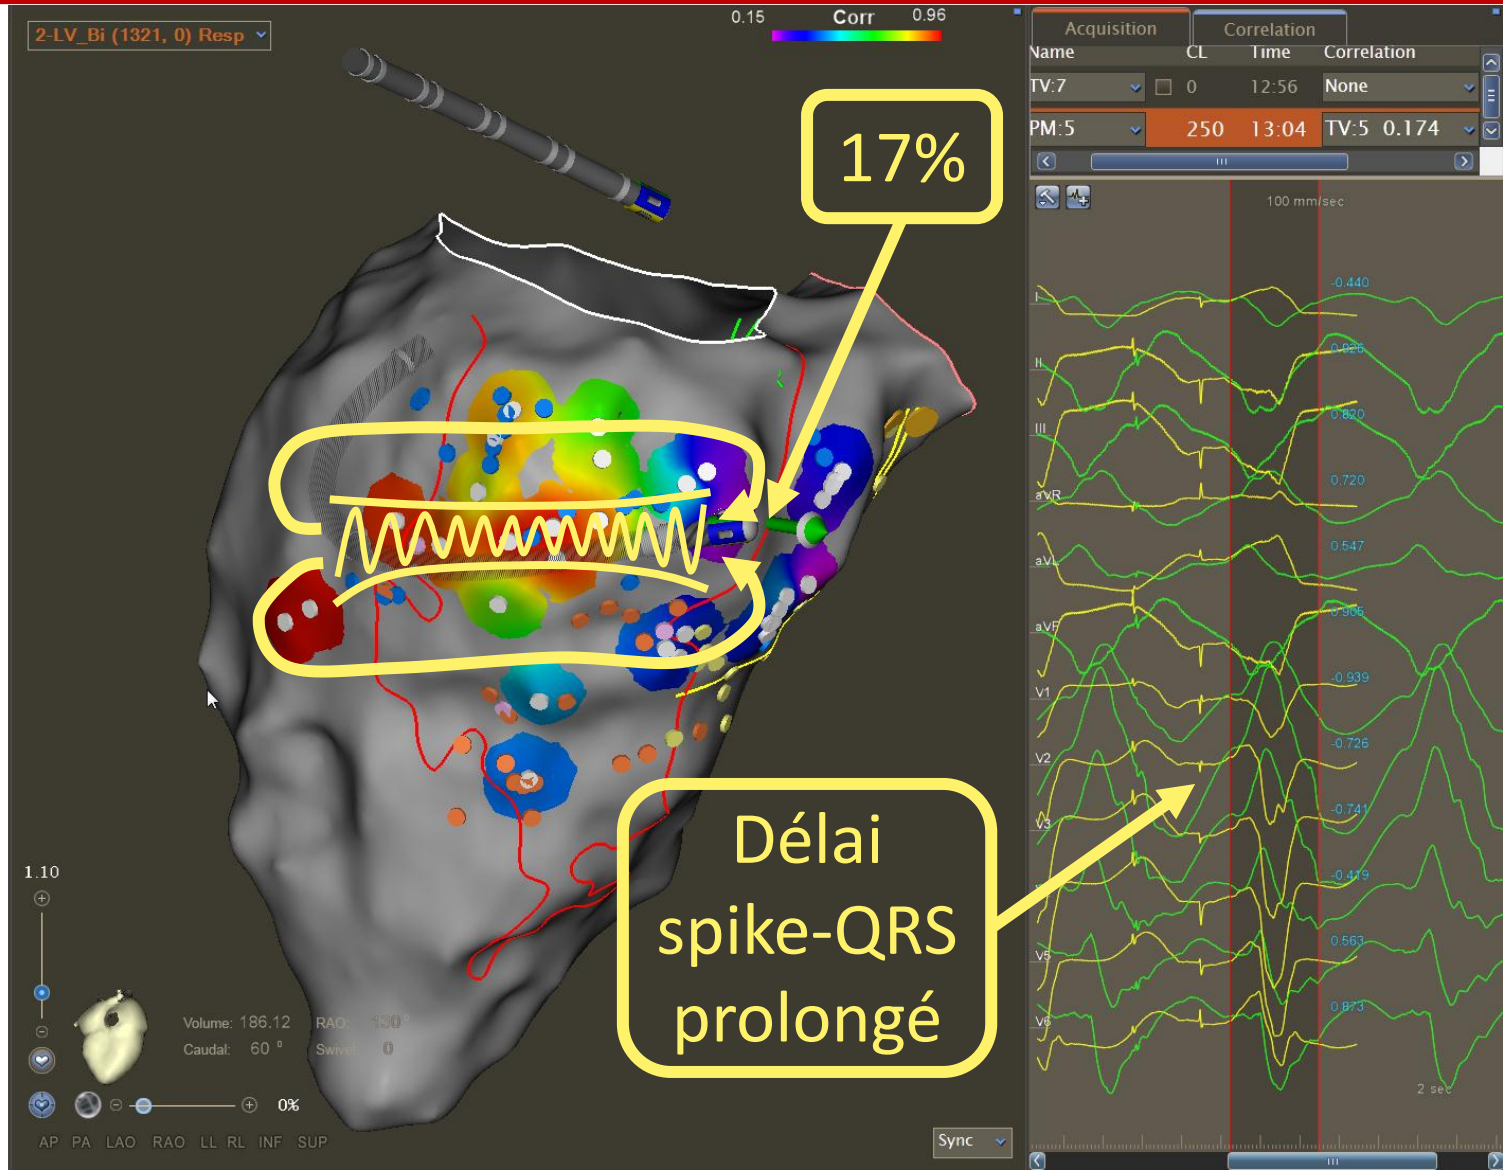 2-LV_Bi (1321, 0) Resp
0.15 Corr 0.96
Acquisition Correlation
Name CL Time Correlation
TV:7 0 12:56 None
PM:5 250 13:04 TV:5 0.174
17%
100 mm/sec
I -0.440
II 0.826
III 0.820
aVR 0.720
aVL 0.547
aVF 0.905
V1 -0.939
V2 -0.726
V3 -0.741
-0.419
V5 0.563
V6 0.873
2 sec
Délai
spike-QRS
prolongé
1.10
Volume: 186.12 RAO: 130°
Caudal: 60 ° Swivel: 0
0%
AP PA LAO RAO LL RL INF SUP
Sync